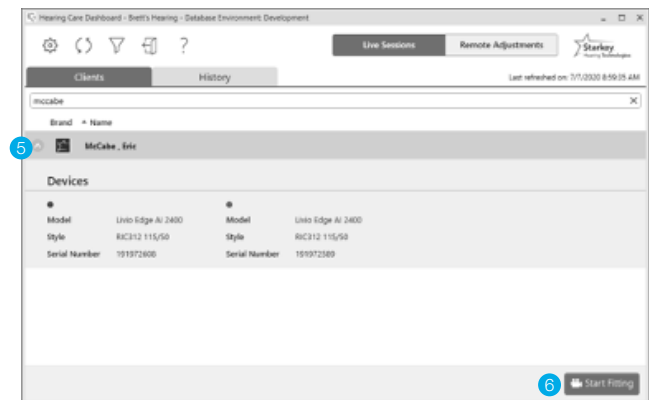 Hearing Care Dashboard - Brett's Hearing - Database Environment: Development
?
Live Sessions Remote Adjustments Starkey
Hearing Technologies
Clients History Last refreshed on: 7/7/2020 8:59:35 AM
mccabe
Brand Name
5 McCabe , Eric
Devices
Model Livio Edge AI 2400 Model Livio Edge AI 2400
Style RIC312 115/50 Style RIC312 115/50
Serial Number 191972608 Serial Number 191972589
6 Start Fitting